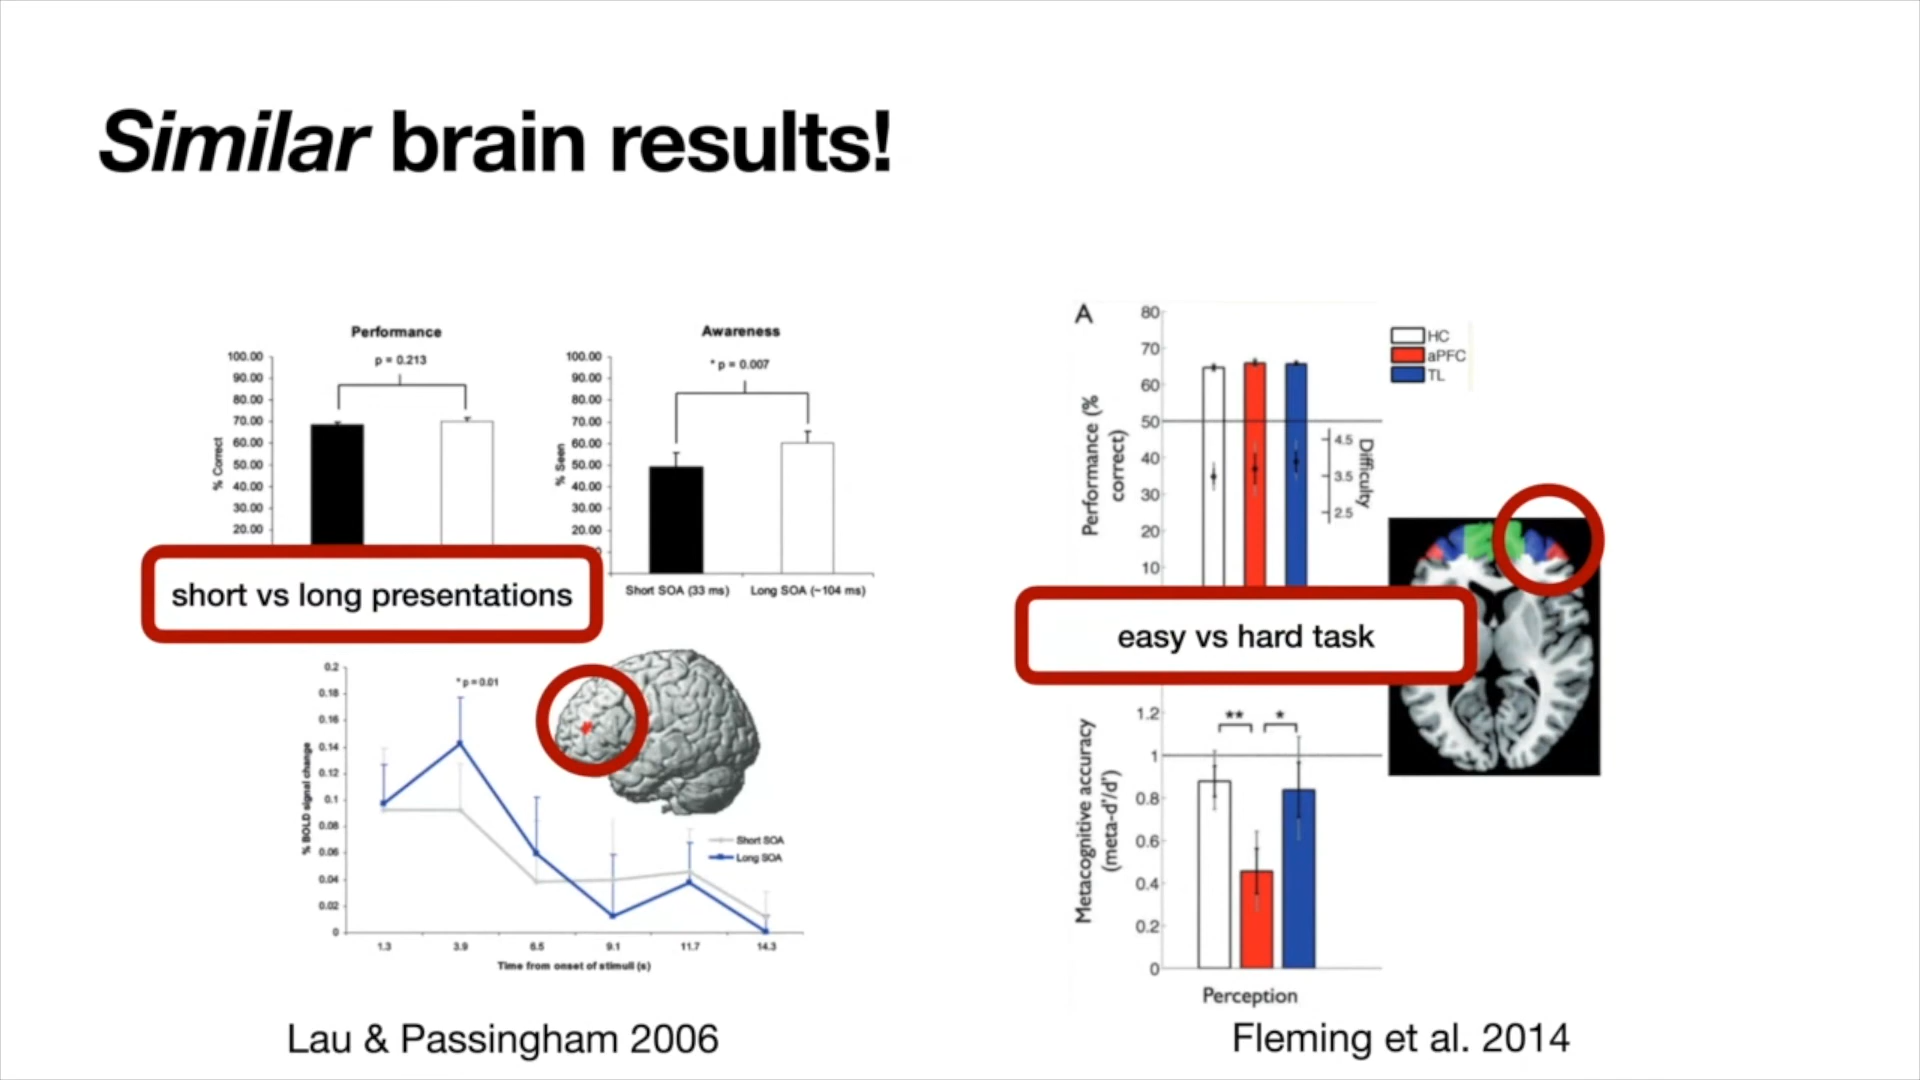 Similar brain results!
Performance
p = 0.213
100.00
90.00
80.00
70.00
60.00
50.00
40.00
30.00
20.00
% Correct
Awareness
* p = 0.007
100.00
90.00
80.00
70.00
60.00
50.00
40.00
30.00
20.00
% Seen
Short SOA (33 ms)
Long SOA (~104 ms)
short vs long presentations
0.2
0.18
0.16
0.14
0.12
0.1
0.08
0.06
0.04
0.02
0
% BOLD signal change
* p = 0.01
Short SOA
Long SOA
1.3
3.9
6.5
9.1
11.7
14.3
Time from onset of stimuli (s)
Lau & Passingham 2006
A
80
70
60
50
40
30
20
10
Performance (%
correct)
HC
aPFC
TL
4.5
3.5
2.5
Difficulty
easy vs hard task
1.2
1
0.8
0.6
0.4
0.2
0
Metacognitive accuracy
(meta-d'/d')
**
*
Perception
Fleming et al. 2014